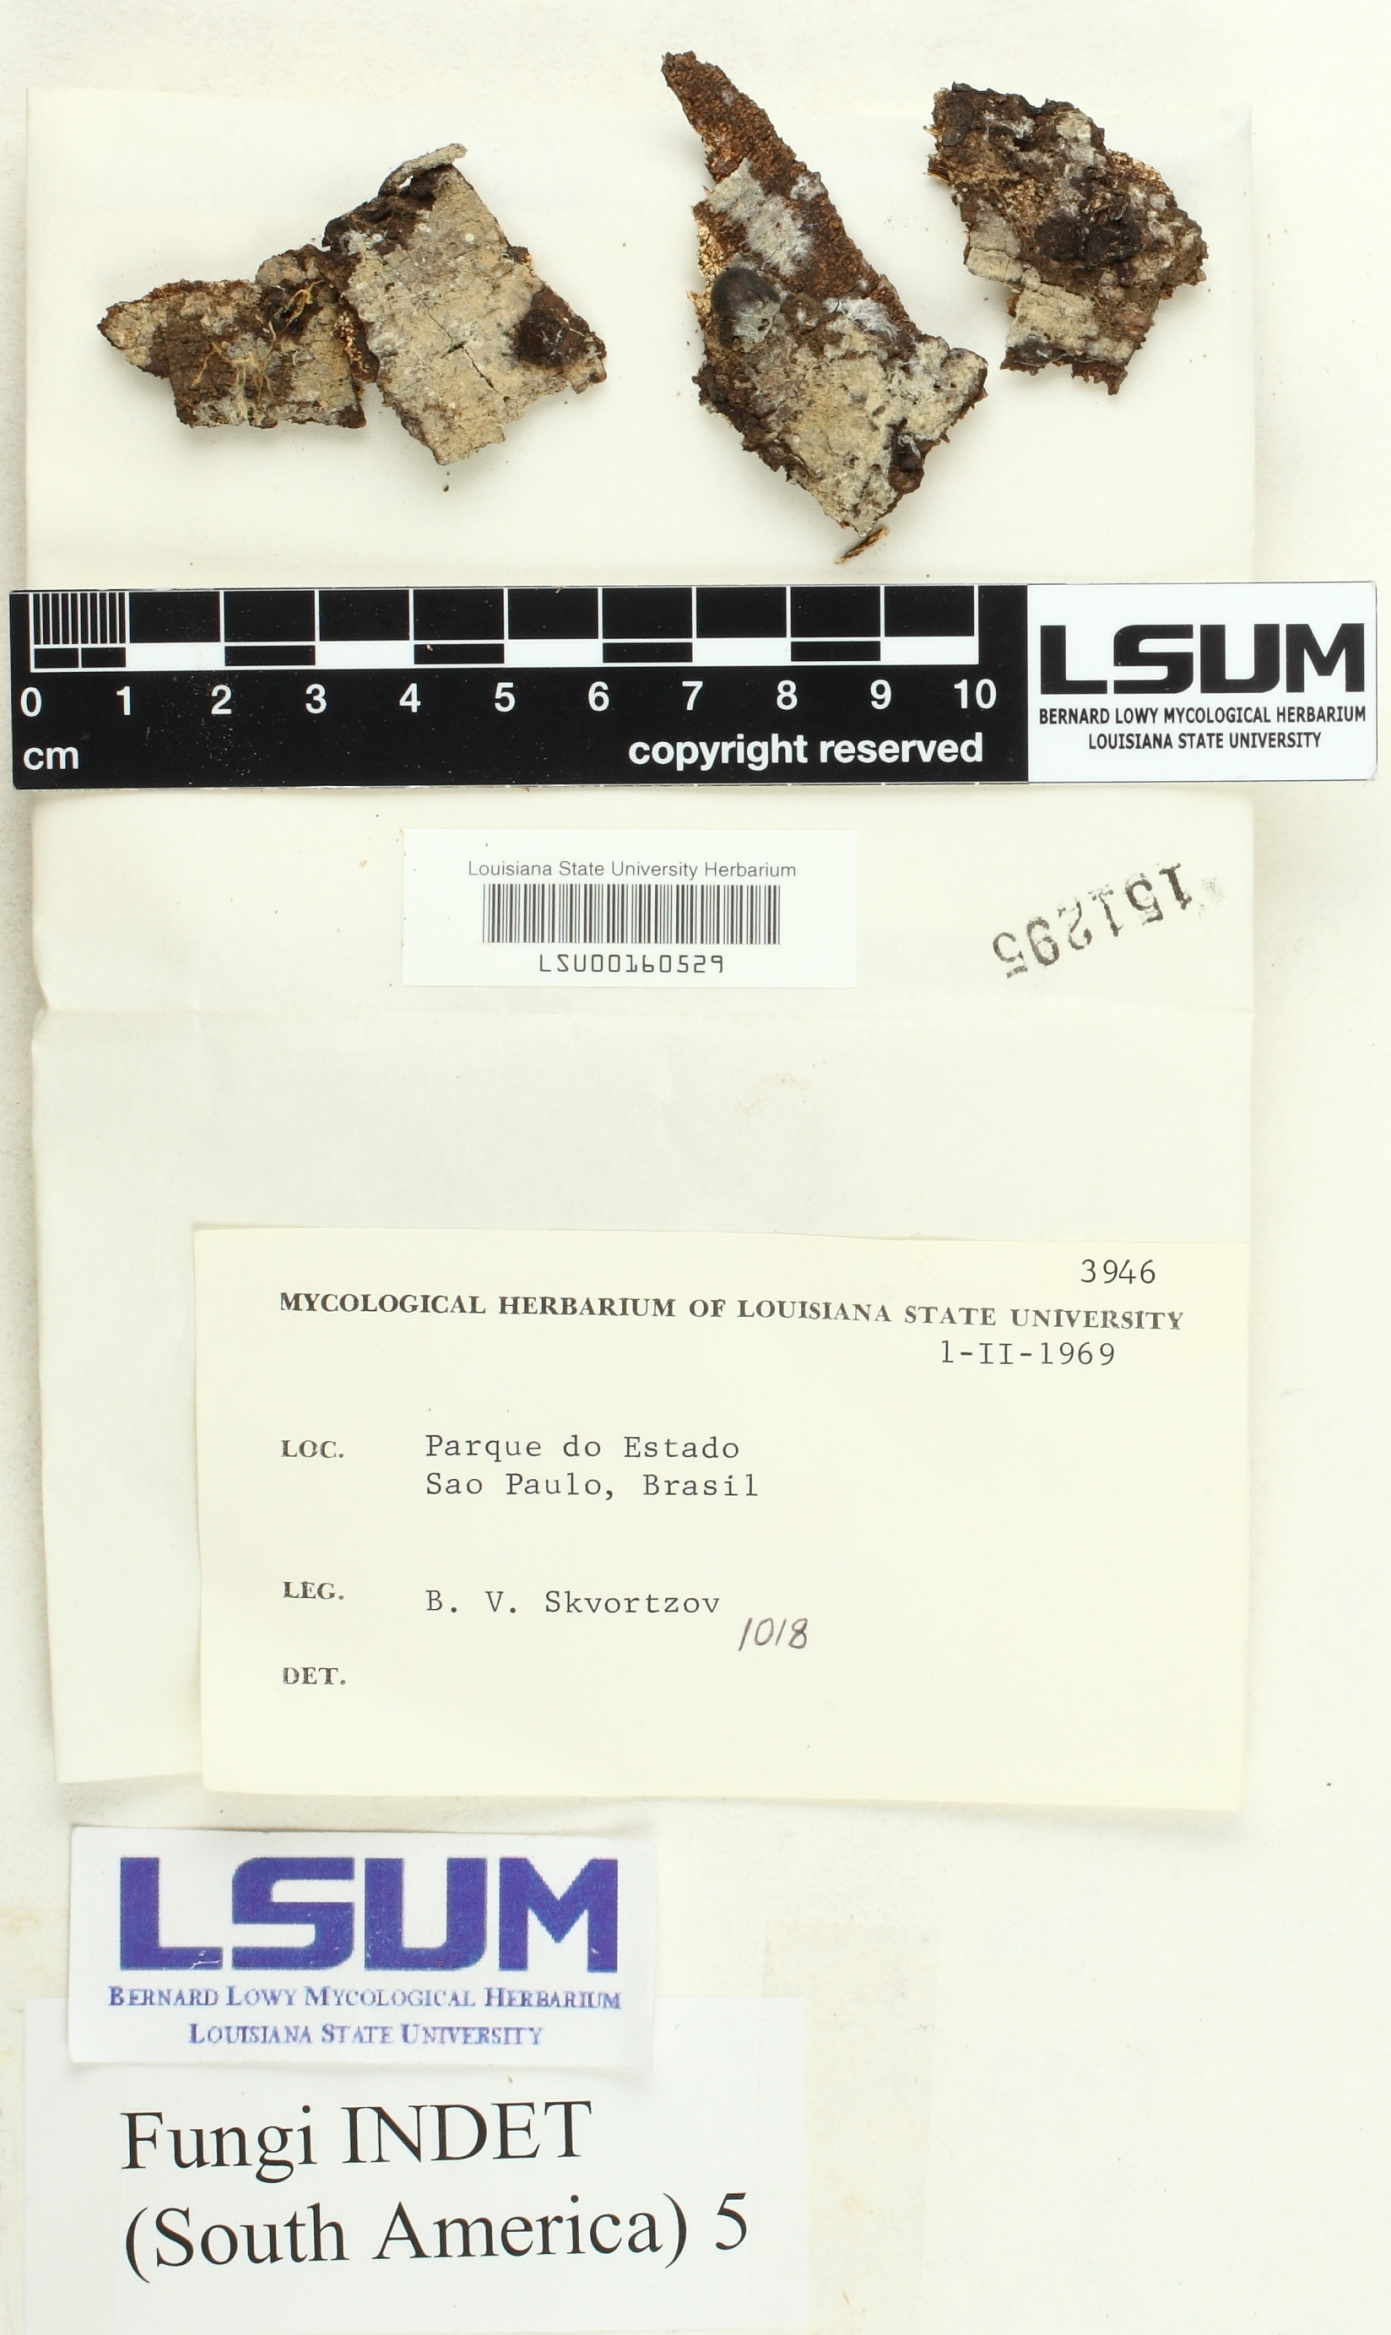 0 1 2 3 4 5 6 7 8 9 10
cm
copyright reserved
LSUM
BERNARD LOWY MYCOLOGICAL HERBARIUM
LOUISIANA STATE UNIVERSITY
Louisiana State University Herbarium
LSU00160529
151295
3946
MYCOLOGICAL HERBARIUM OF LOUISIANA STATE UNIVERSITY
1-II-1969
LOC. Parque do Estado
Sao Paulo, Brasil
LEG. B. V. Skvortzov
1018
DET.
LSUM
BERNARD LOWY MYCOLOGICAL HERBARIUM
LOUISIANA STATE UNIVERSITY
Fungi INDET
(South America) 5